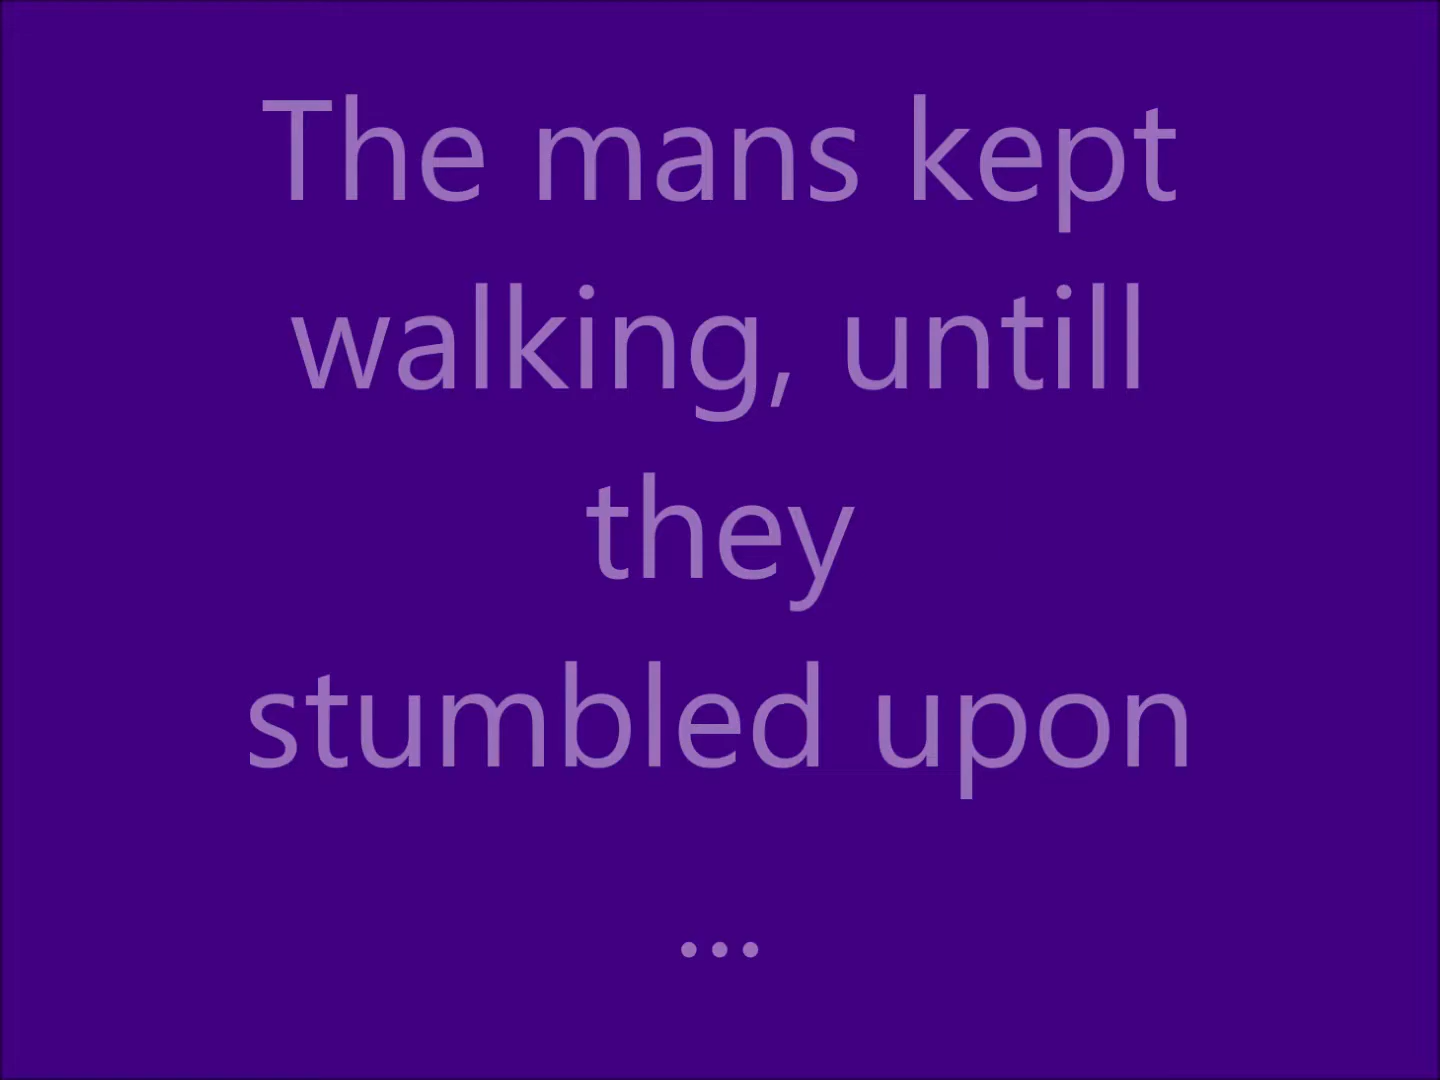 The mans kept
walking, untill
they
stumbled upon
...